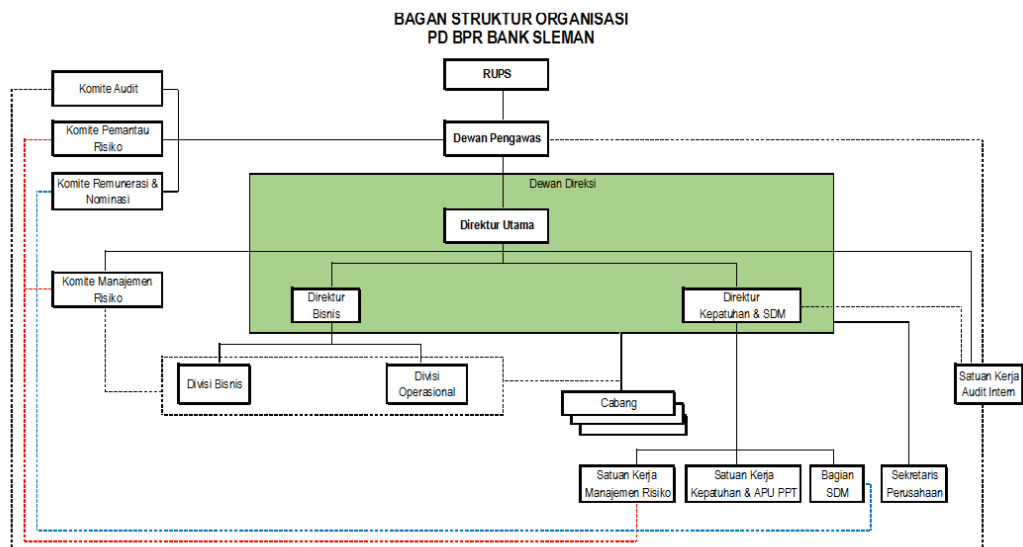 BAGAN STRUKTUR ORGANISASI
PD BPR BANK SLEMAN
RUPS
Komite Audit
Komite Pemantau
Risiko
Dewan Pengawas
Komite Remunerasi &
Nominasi
Dewan Direksi
Direktur Utama
Komite Manajemen
Risiko
Direktur
Bisnis
Direktur
Kepatuhan & SDM
Divisi Bisnis
Divisi
Operasional
Cabang
Satuan Kerja
Audit Intern
Satuan Kerja
Manajemen Risiko
Satuan Kerja
Kepatuhan & APU PPT
Bagian
SDM
Sekretaris
Perusahaan